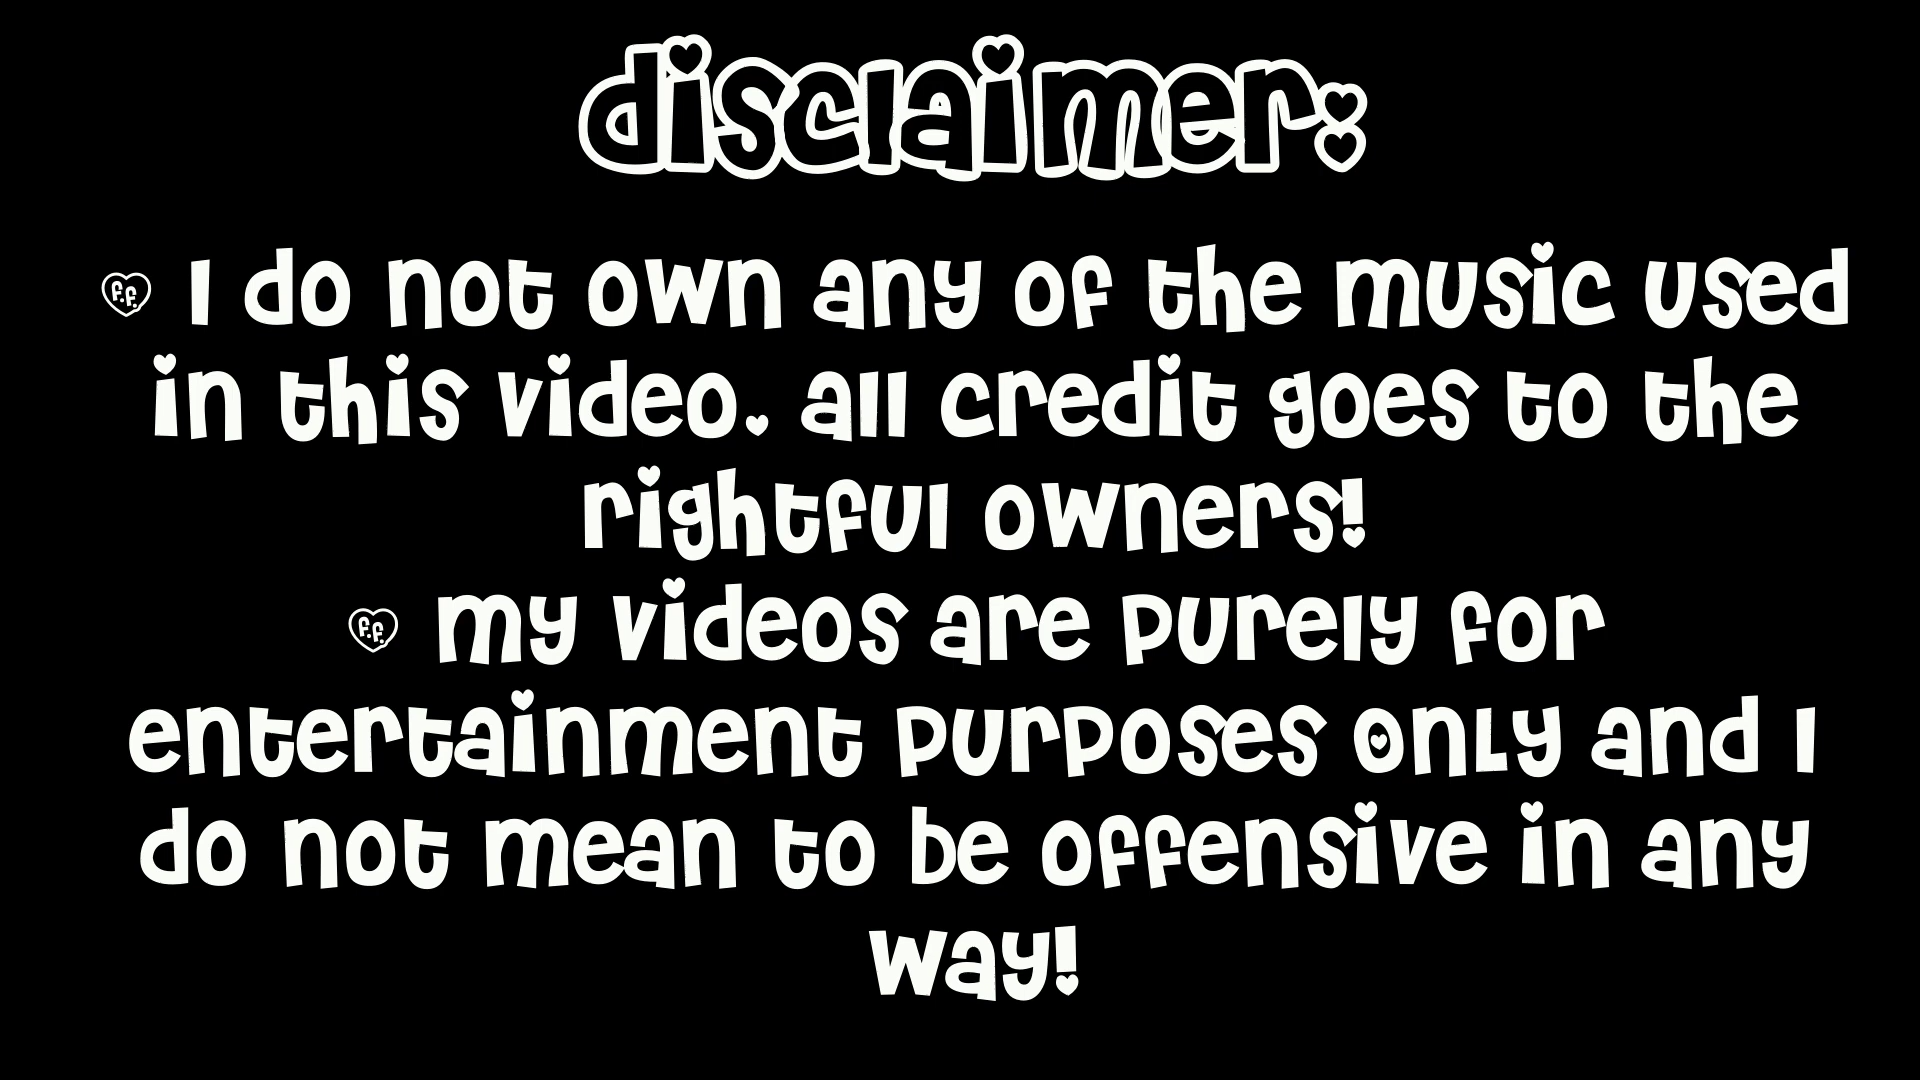 disclaimer:
f.f. I do not own any of the music used
in this video. all credit goes to the
rightful owners!
f.f. my videos are purely for
entertainment purposes OnLy and I
do not mean to be offensive in any
way!